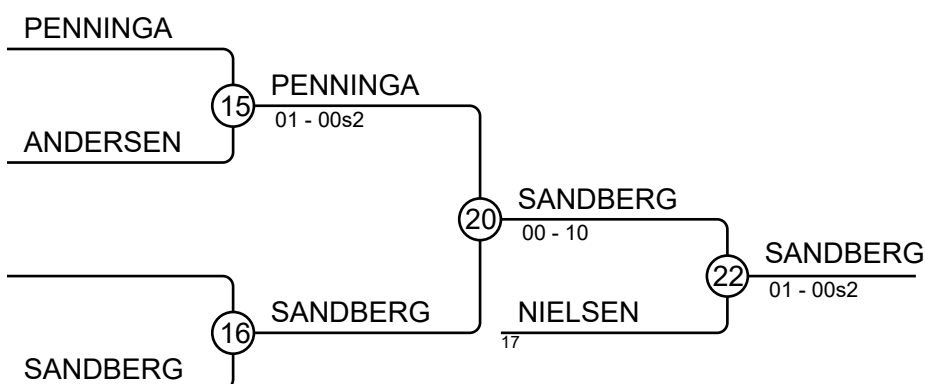 PENNINGA
PENNINGA
15
01 - 00s2
ANDERSEN
SANDBERG
20
00 - 10
SANDBERG
22
01 - 00s2
SANDBERG
NIELSEN
16
17
SANDBERG